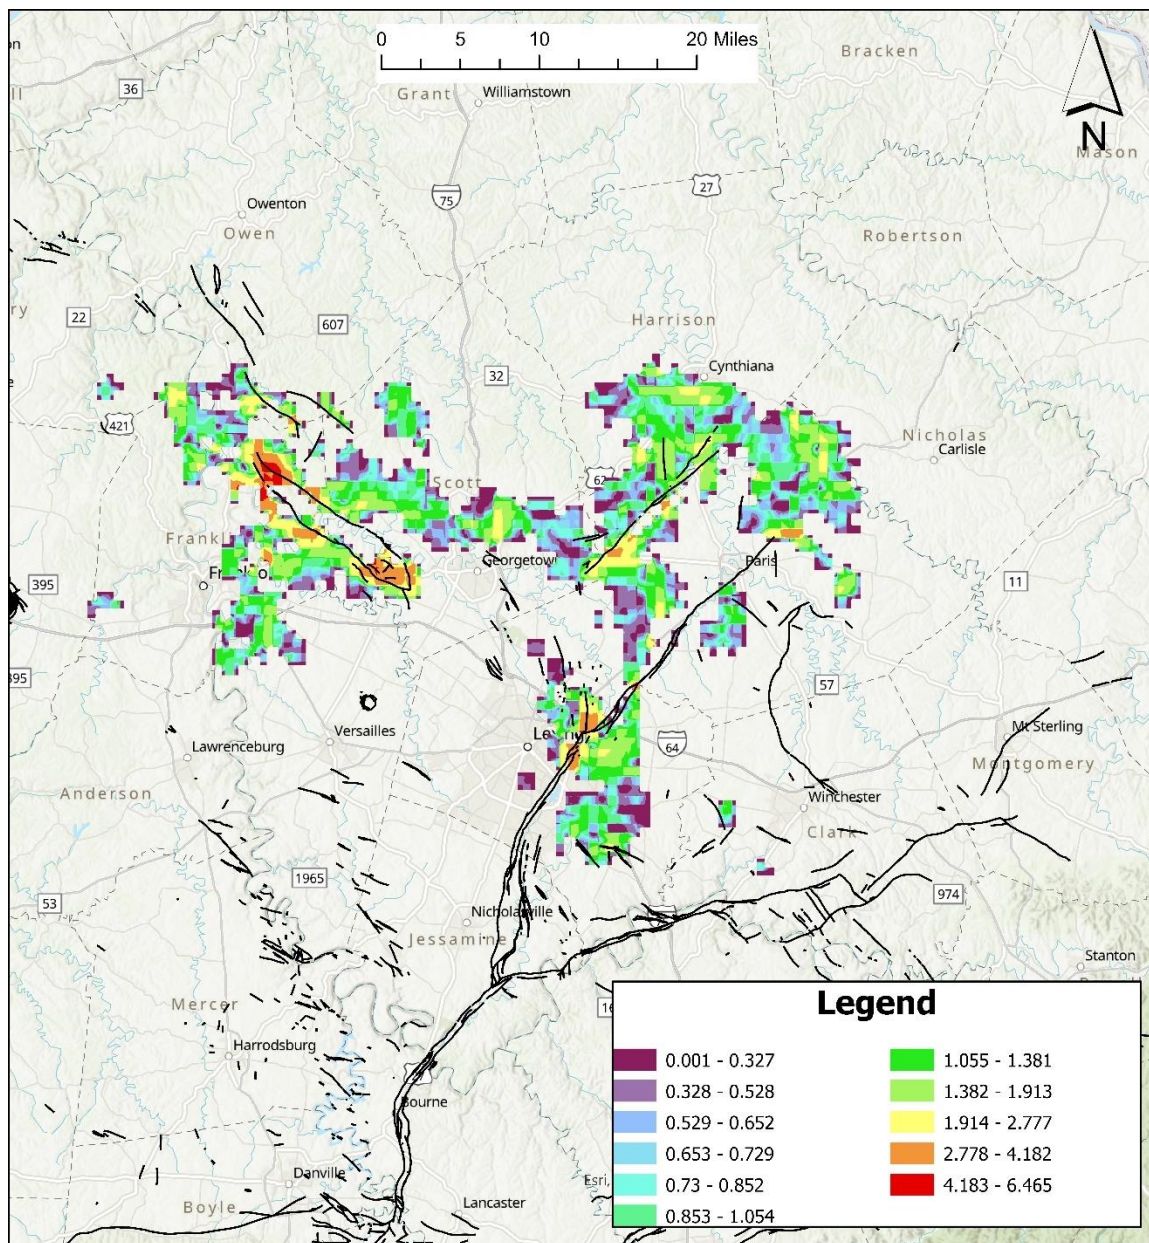 0 5 10 20 Miles
Bracken
36
Grant
Williamstown
N
Mason
27
75
Owenton
Owen
Robertson
22
607
Harrison
32
Cynthiana
421
Nicholas
Carlisle
62
Scott
Georgetow
Paris
395
11
395
57
Versailles
Lawrenceburg
64
Mt Sterling
Montgomery
Anderson
Winchester
Clark
1965
974
53
Nicholasville
Jessamine
Stanton
Mercer
Harrodsburg
Bourne
Danville
Boyle
Lancaster
Esri,
Legend
0.001 - 0.327
0.328 - 0.528
0.529 - 0.652
0.653 - 0.729
0.73 - 0.852
0.853 - 1.054
1.055 - 1.381
1.382 - 1.913
1.914 - 2.777
2.778 - 4.182
4.183 - 6.465